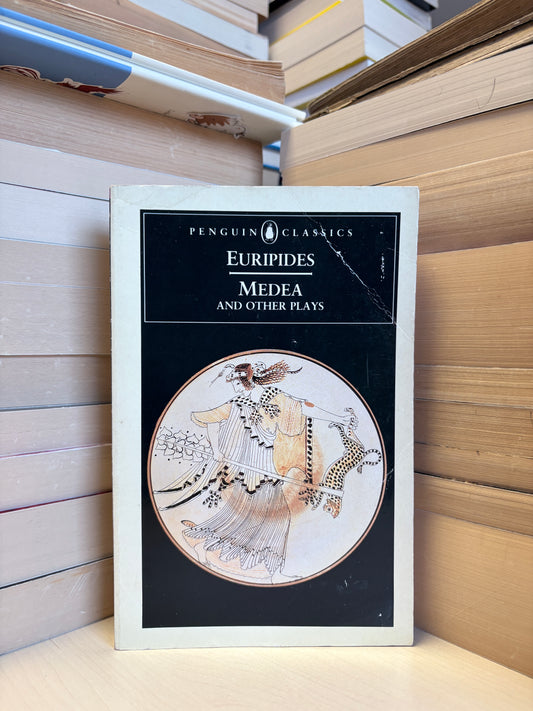 PENGUIN CLASSICS
EURIPIDES
MEDEA
AND OTHER PLAYS